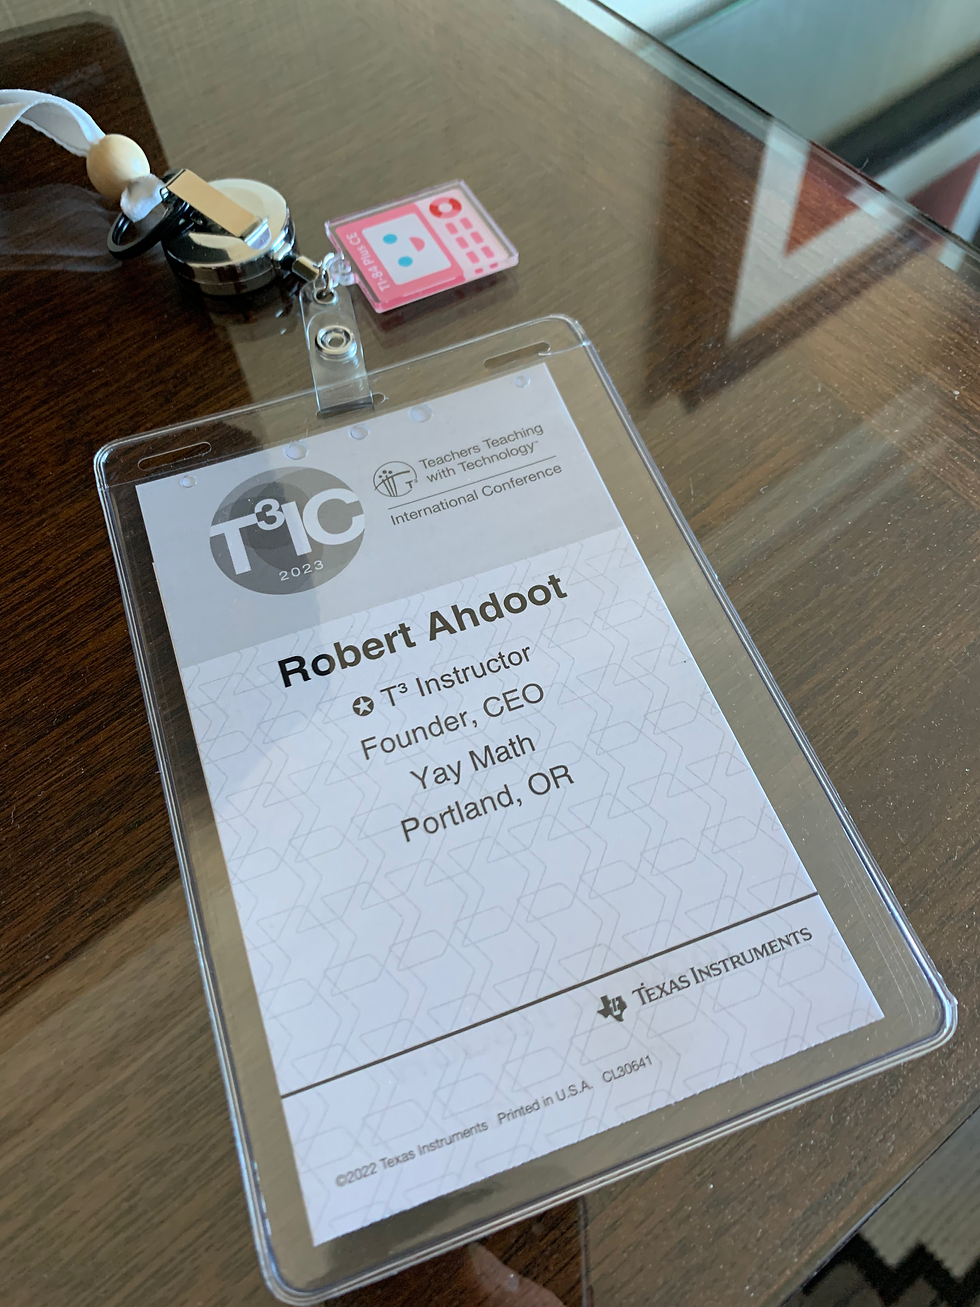 TI-84 Plus CE
T³IC
2023
Teachers Teaching
with Technology™
International Conference
Robert Ahdoot
✪ T³ Instructor
Founder, CEO
Yay Math
Portland, OR
TEXAS INSTRUMENTS
©2022 Texas Instruments Printed in U.S.A. CL30641